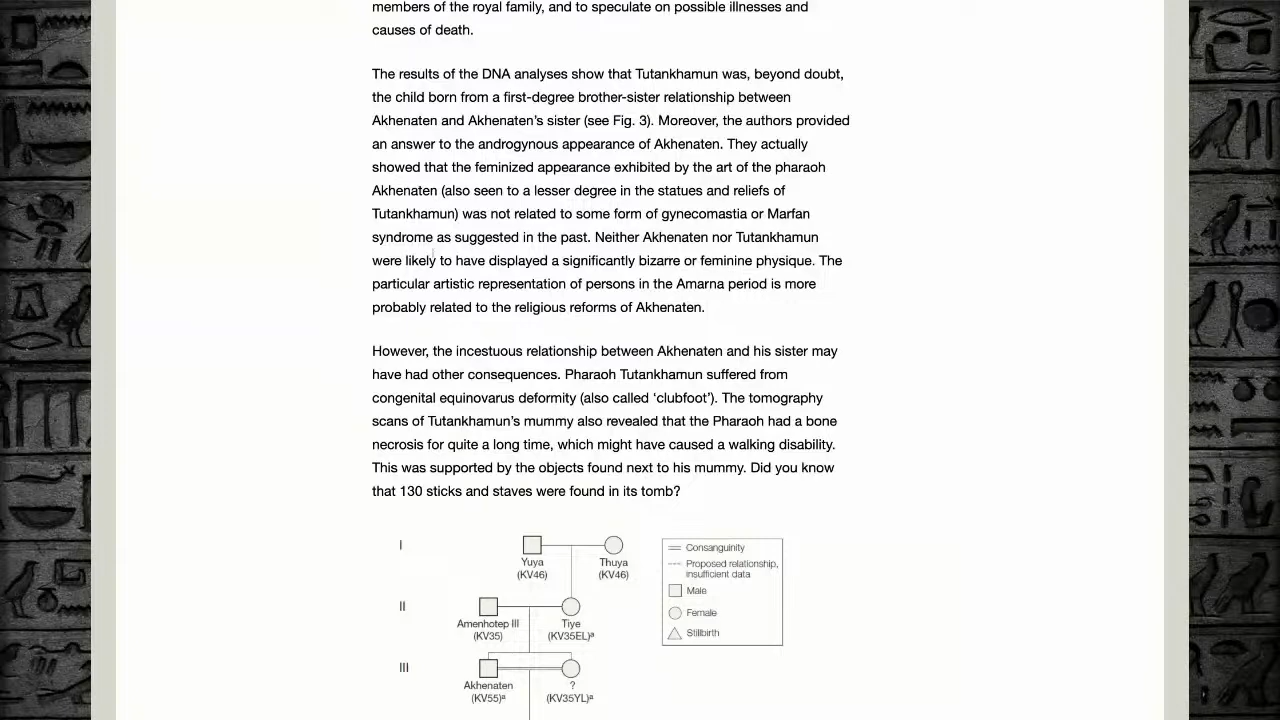 members of the royal family, and to speculate on possible illnesses and
causes of death.
The results of the DNA analyses show that Tutankhamun was, beyond doubt,
the child born from a first-degree brother-sister relationship between
Akhenaten and Akhenaten's sister (see Fig. 3). Moreover, the authors provided
an answer to the androgynous appearance of Akhenaten. They actually
showed that the feminized appearance exhibited by the art of the pharaoh
Akhenaten (also seen to a lesser degree in the statues and reliefs of
Tutankhamun) was not related to some form of gynecomastia or Marfan
syndrome as suggested in the past. Neither Akhenaten nor Tutankhamun
were likely to have displayed a significantly bizarre or feminine physique. The
particular artistic representation of persons in the Amarna period is more
probably related to the religious reforms of Akhenaten.
However, the incestuous relationship between Akhenaten and his sister may
have had other consequences. Pharaoh Tutankhamun suffered from
congenital equinovarus deformity (also called 'clubfoot'). The tomography
scans of Tutankhamun's mummy also revealed that the Pharaoh had a bone
necrosis for quite a long time, which might have caused a walking disability.
This was supported by the objects found next to his mummy. Did you know
that 130 sticks and staves were found in its tomb?
I
Yuya
(KV46)
Thuya
(KV46)
Consanguinity
Proposed relationship,
insufficient data
Male
Female
Stillbirth
II
Amenhotep III
(KV35)
Tiye
(KV35EL)ª
III
Akhenaten
(KV55)ª
?
(KV35YL)ª